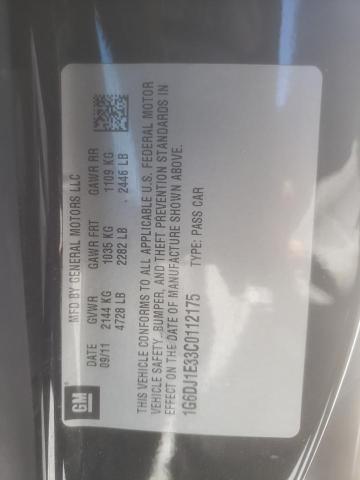 GM
MFD BY GENERAL MOTORS LLC
DATE GVWR GAWR FRT GAWR RR
09/11 2144 KG 1035 KG 1109 KG
4728 LB 2282 LB 2446 LB
THIS VEHICLE CONFORMS TO ALL APPLICABLE U.S. FEDERAL MOTOR
VEHICLE SAFETY, BUMPER, AND THEFT PREVENTION STANDARDS IN
EFFECT ON THE DATE OF MANUFACTURE SHOWN ABOVE.
1G6DJ1E33C0112175 TYPE: PASS CAR